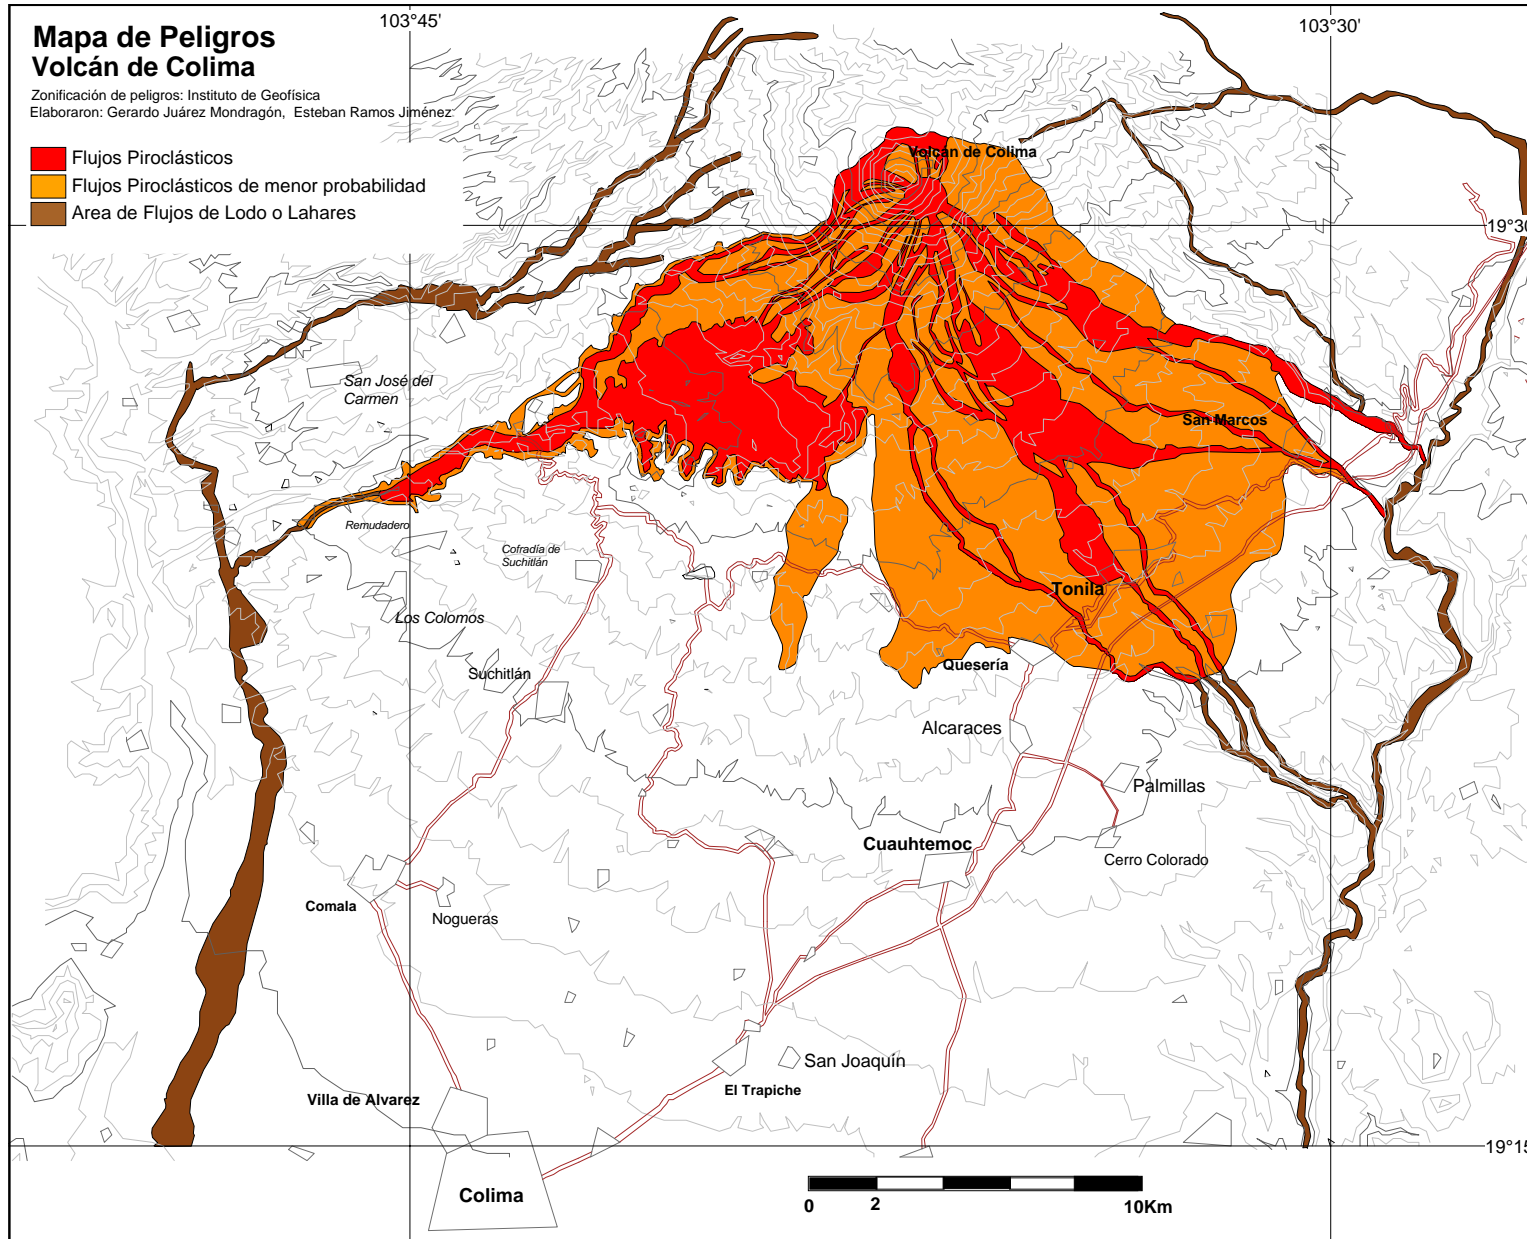 103°45'
103°30'
Mapa de Peligros
Volcán de Colima
Zonificación de peligros: Instituto de Geofísica
Elaboraron: Gerardo Juárez Mondragón, Esteban Ramos Jiménez
Flujos Piroclásticos
Flujos Piroclásticos de menor probabilidad
Area de Flujos de Lodo o Lahares
Volcán de Colima
19°30
San José del
Carmen
San Marcos
Remudadero
Cofradía de
Suchitlán
Tonila
Los Colomos
Quesería
Suchitlán
Alcaraces
Palmillas
Cuauhtemoc
Cerro Colorado
Comala
Nogueras
San Joaquín
El Trapiche
Villa de Alvarez
19°15
Colima
0
2
10Km